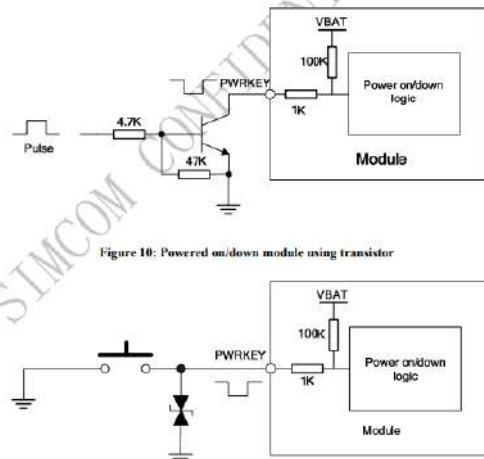 SIMCOM CONFIDEN
VBAT
100K
PWRKEY
1K
Power on/down
logic
Module
4.7K
Pulse
47K
Figure 10: Powered on/down module using transistor
VBAT
100K
PWRKEY
1K
Power on/down
logic
Module